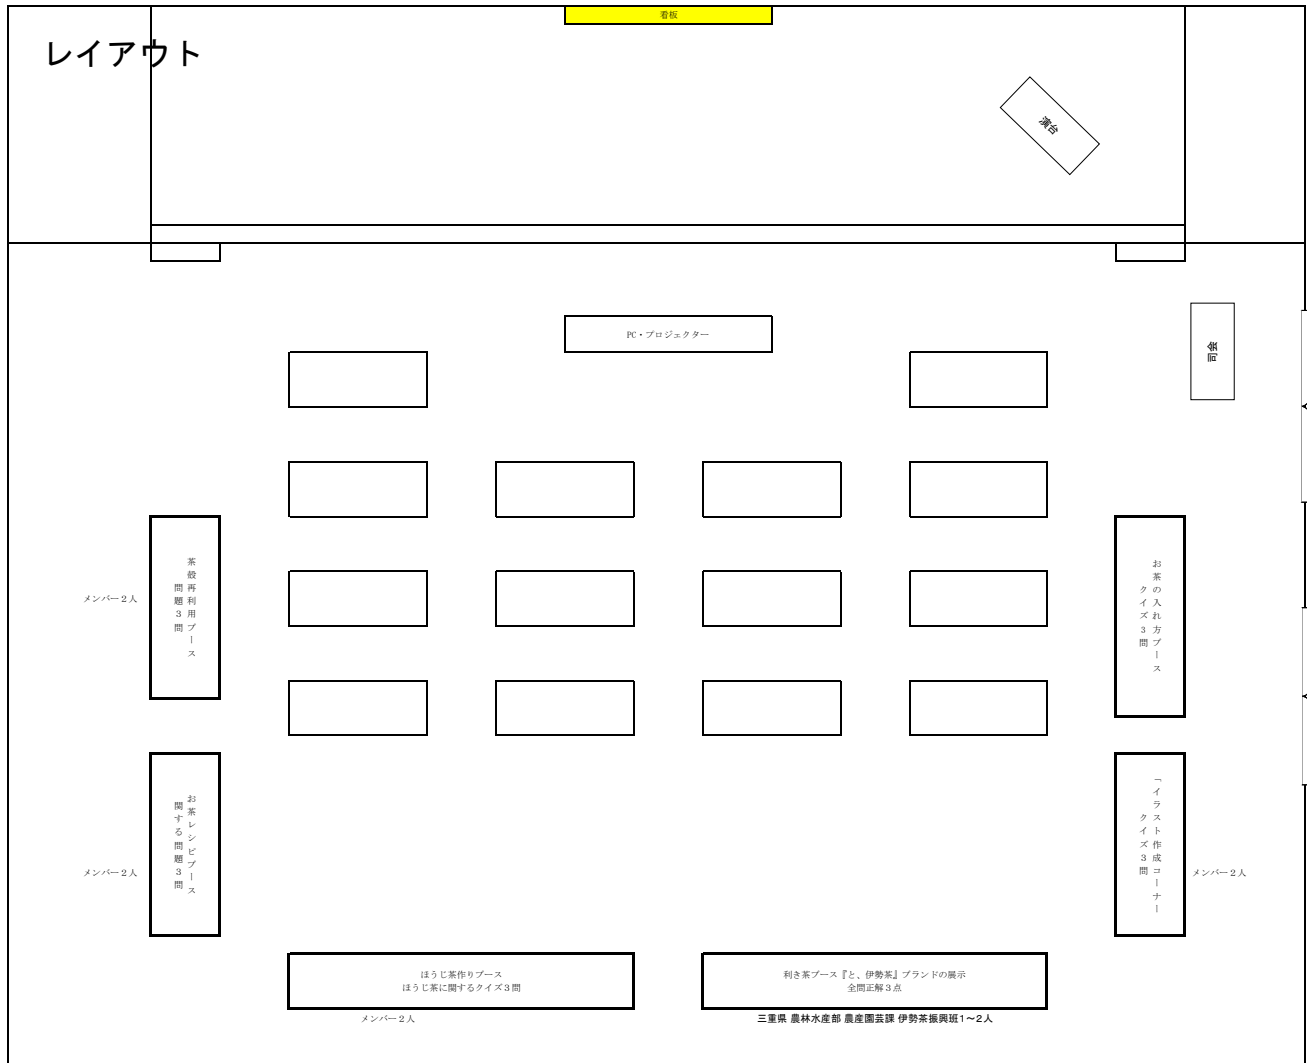 看板
レイアウト
演台
PC・プロジェクター
司会
茶殻再利用ブース
問題３問
メンバー２人
お茶の入れ方ブース
クイズ３問
お茶レシピブース
関する問題３問
メンバー２人
「イラスト作成コーナー
クイズ３問
メンバー２人
ほうじ茶作りブース
ほうじ茶に関するクイズ３問
メンバー２人
利き茶ブース『と、伊勢茶』ブランドの展示
全問正解３点
三重県 農林水産部 農産園芸課 伊勢茶振興班1～2人